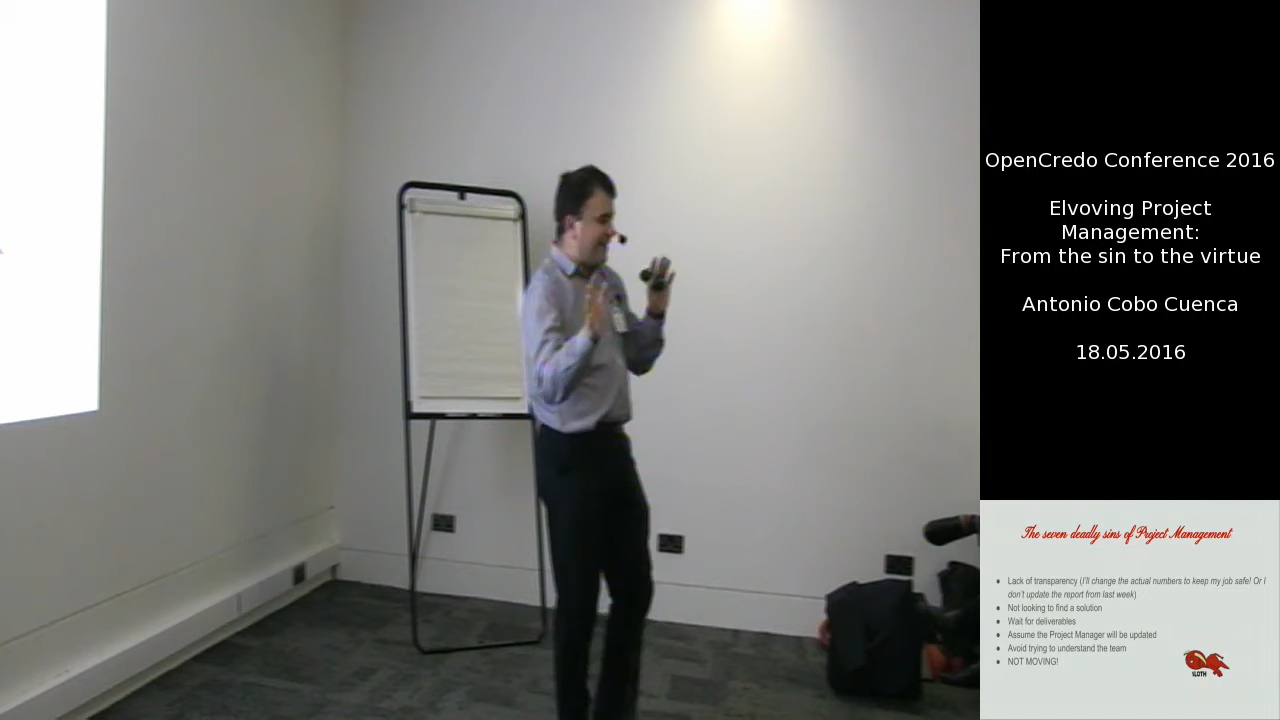 OpenCredo Conference 2016
Elvoving Project
Management:
From the sin to the virtue
Antonio Cobo Cuenca
18.05.2016
The seven deadly sins of Project Management
• Lack of transparency (I'll change the actual numbers to keep my job safe! Or I
don't update the report from last week)
• Not looking to find a solution
• Wait for deliverables
• Assume the Project Manager will be updated
• Avoid trying to understand the team
• NOT MOVING!
SLOTH